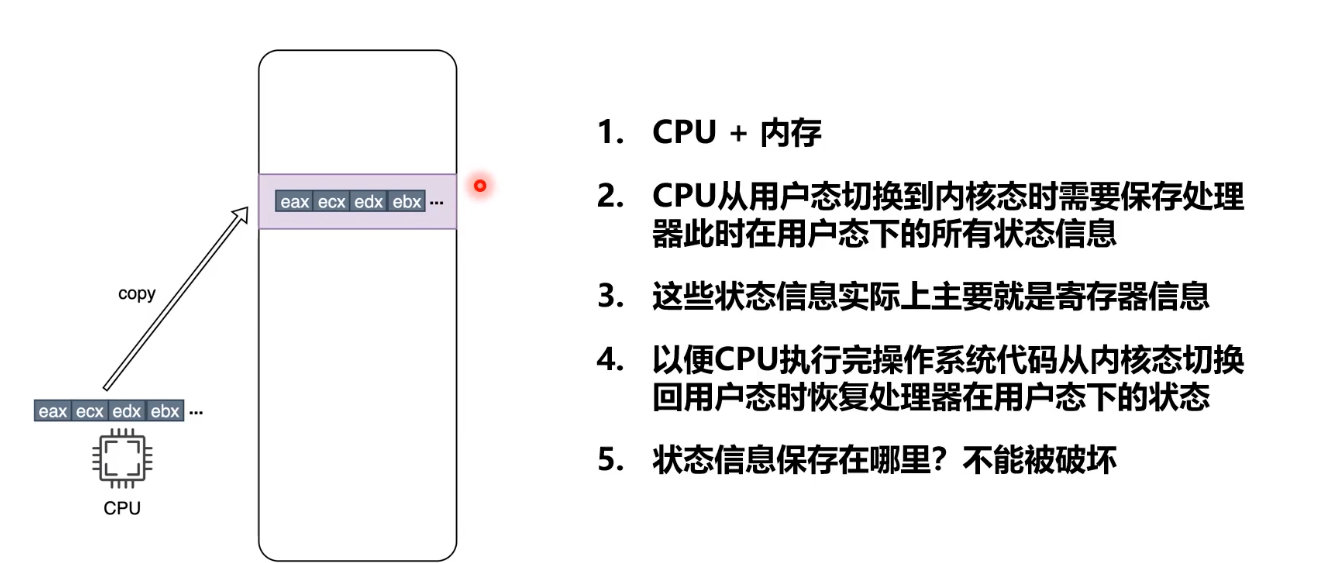 eax ecx edx ebx ...
copy
eax ecx edx ebx ...
CPU
1. CPU + 内存
2. CPU从用户态切换到内核态时需要保存处理
器此时在用户态下的所有状态信息
3. 这些状态信息实际上主要就是寄存器信息
4. 以便CPU执行完操作系统代码从内核态切换
回用户态时恢复处理器在用户态下的状态
5. 状态信息保存在哪里？不能被破坏